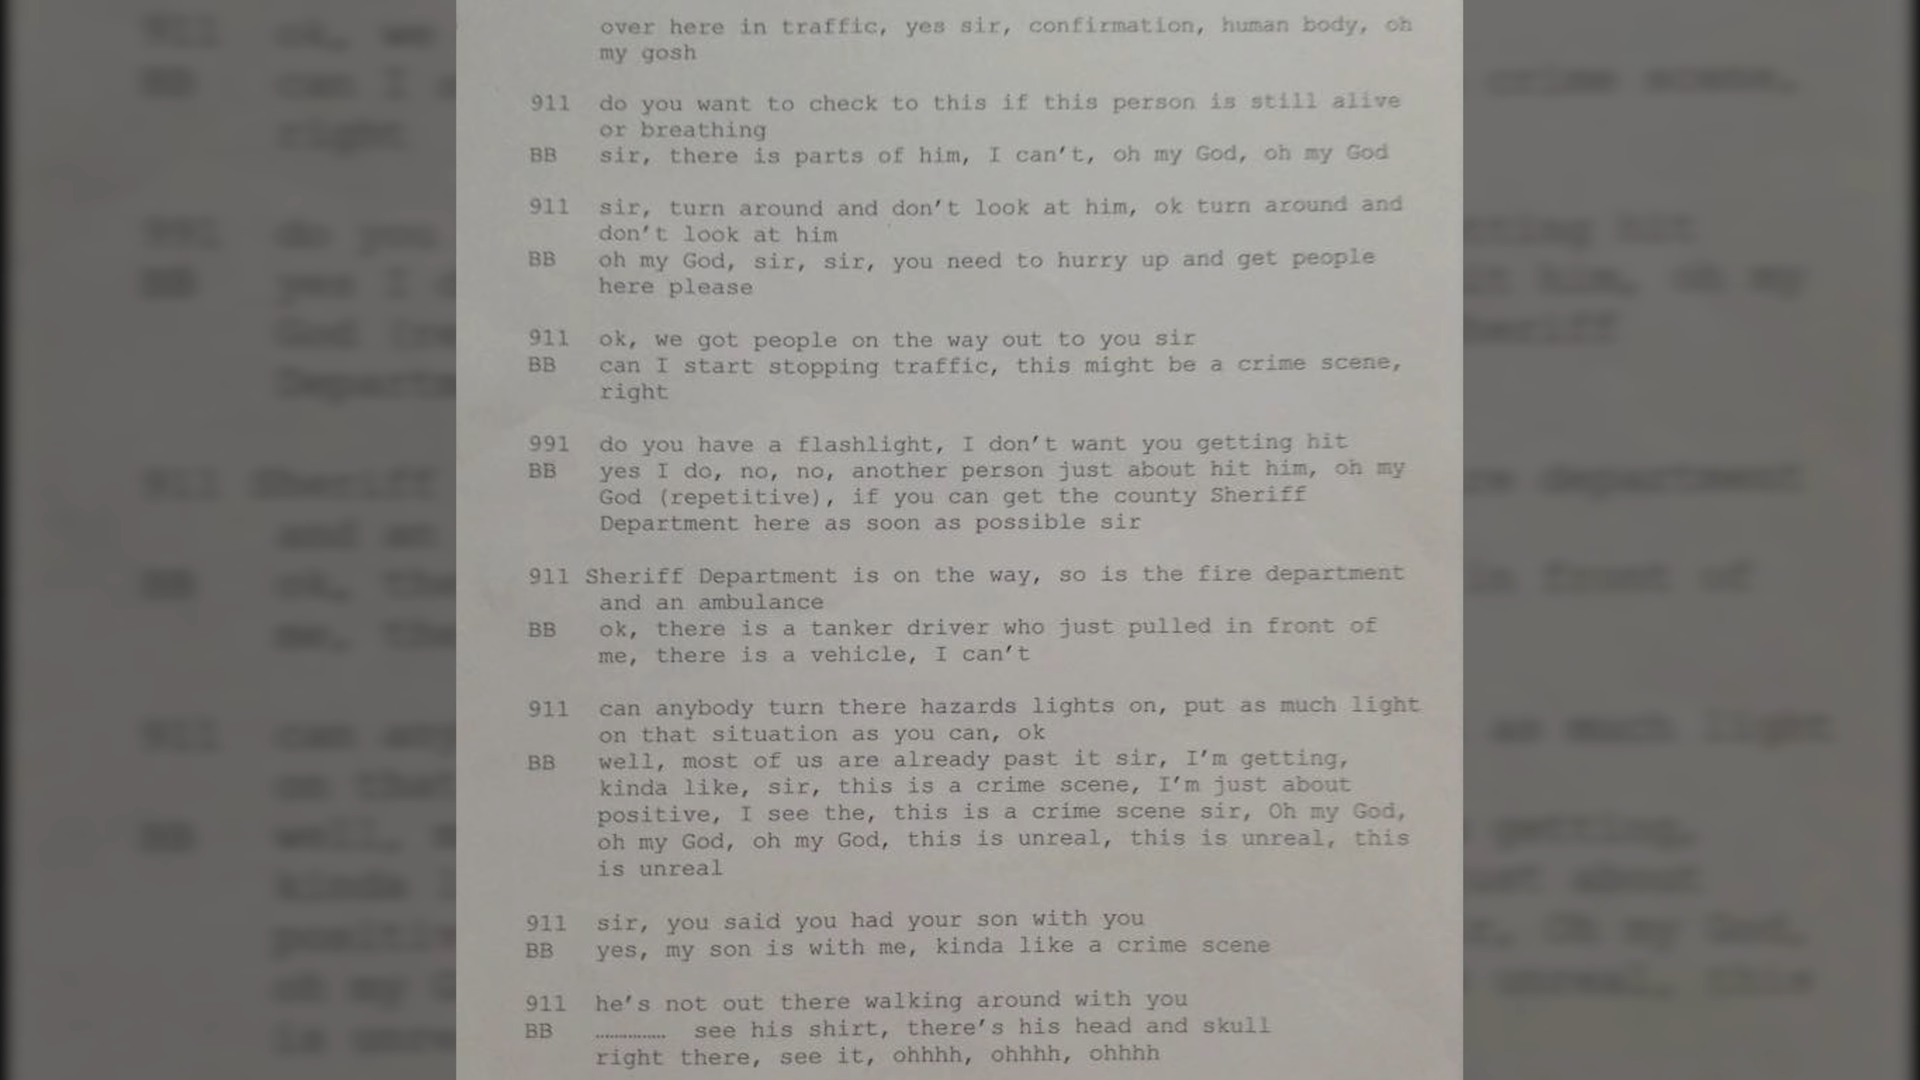 over here in traffic, yes sir, confirmation, human body, oh
my gosh
911 do you want to check to this if this person is still alive
or breathing
BB sir, there is parts of him, I can't, oh my God, oh my God
911 sir, turn around and don't look at him, ok turn around and
don't look at him
BB oh my God, sir, sir, you need to hurry up and get people
here please
911 ok, we got people on the way out to you sir
BB can I start stopping traffic, this might be a crime scene,
right
991 do you have a flashlight, I don't want you getting hit
BB yes I do, no, no, another person just about hit him, oh my
God (repetitive), if you can get the county Sheriff
Department here as soon as possible sir
911 Sheriff Department is on the way, so is the fire department
and an ambulance
BB ok, there is a tanker driver who just pulled in front of
me, there is a vehicle, I can't
911 can anybody turn there hazards lights on, put as much light
on that situation as you can, ok
BB well, most of us are already past it sir, I'm getting,
kinda like, sir, this is a crime scene, I'm just about
positive, I see the, this is a crime scene sir, Oh my God,
oh my God, oh my God, this is unreal, this is unreal, this
is unreal
911 sir, you said you had your son with you
BB yes, my son is with me, kinda like a crime scene
911 he's not out there walking around with you
BB .............. see his shirt, there's his head and skull
right there, see it, ohhhh, ohhhh, ohhhh